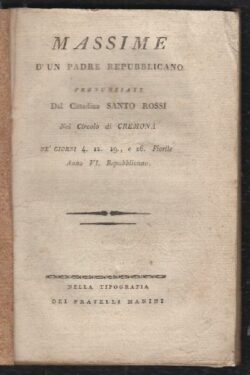 MASSIME
D'UN PADRE REPUBBLICANO
PRONUNZIATE
Dal Cittadino SANTO ROSSI
Nel Circolo di CREMONA
NE' GIORNI 4. 12. 19., e 26. Fiorile
Anno VI. Repubblicano.
NELLA TIPOGRAFIA
DEI FRATELLI MANINI